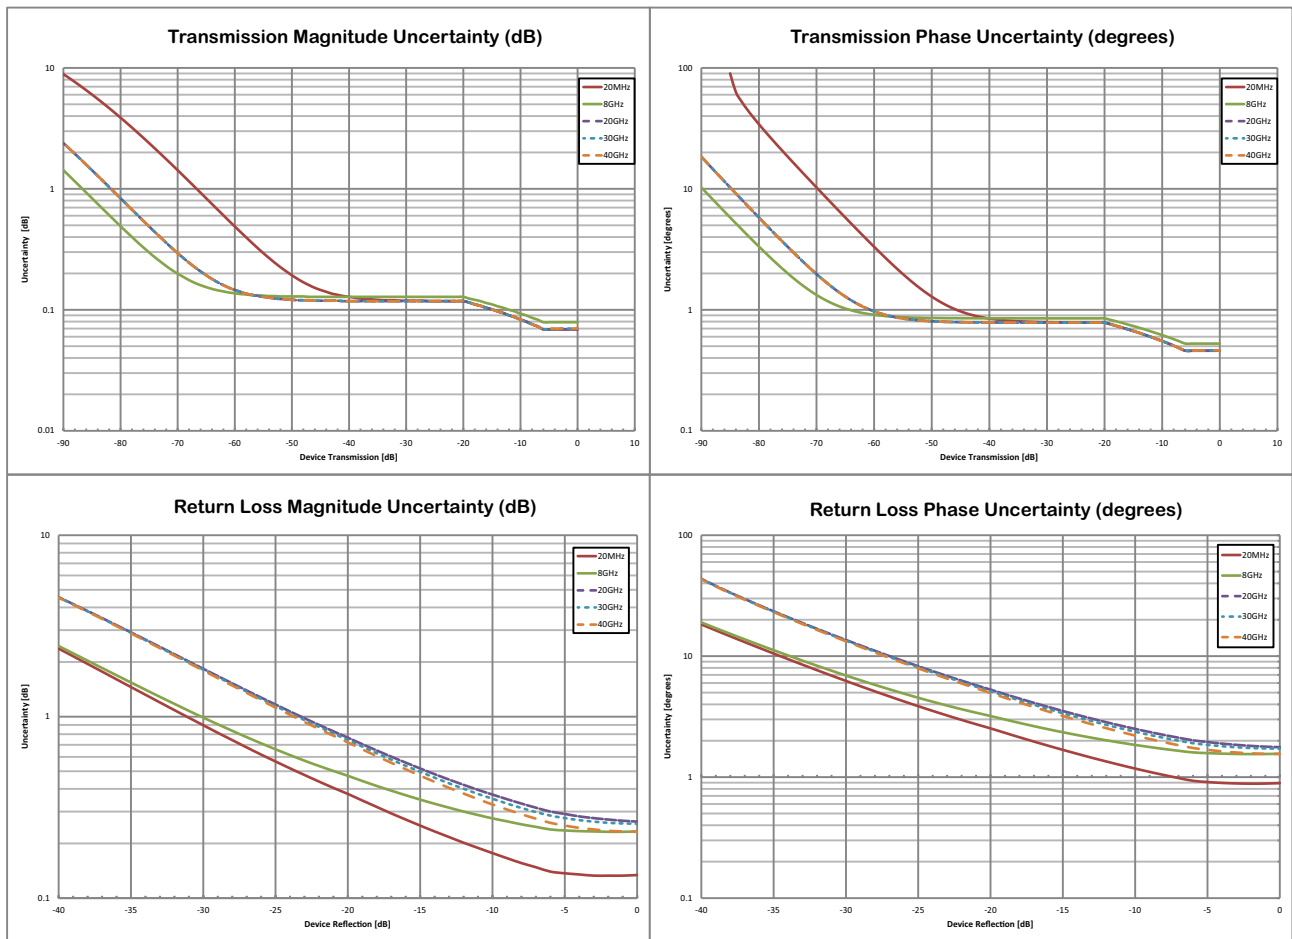 Transmission Magnitude Uncertainty (dB)
10
1
0.1
0.01
Uncertainty [dB]
-90 -80 -70 -60 -50 -40 -30 -20 -10 0 10
Device Transmission [dB]
20MHz
8GHz
20GHz
30GHz
40GHz
Transmission Phase Uncertainty (degrees)
100
10
1
0.1
Uncertainty [degrees]
-90 -80 -70 -60 -50 -40 -30 -20 -10 0 10
Device Transmission [dB]
20MHz
8GHz
20GHz
30GHz
40GHz
Return Loss Magnitude Uncertainty (dB)
10
1
0.1
Uncertainty [dB]
-40 -35 -30 -25 -20 -15 -10 -5 0
Device Reflection [dB]
20MHz
8GHz
20GHz
30GHz
40GHz
Return Loss Phase Uncertainty (degrees)
100
10
1
0.1
Uncertainty [degrees]
-40 -35 -30 -25 -20 -15 -10 -5 0
Device Reflection [dB]
20MHz
8GHz
20GHz
30GHz
40GHz